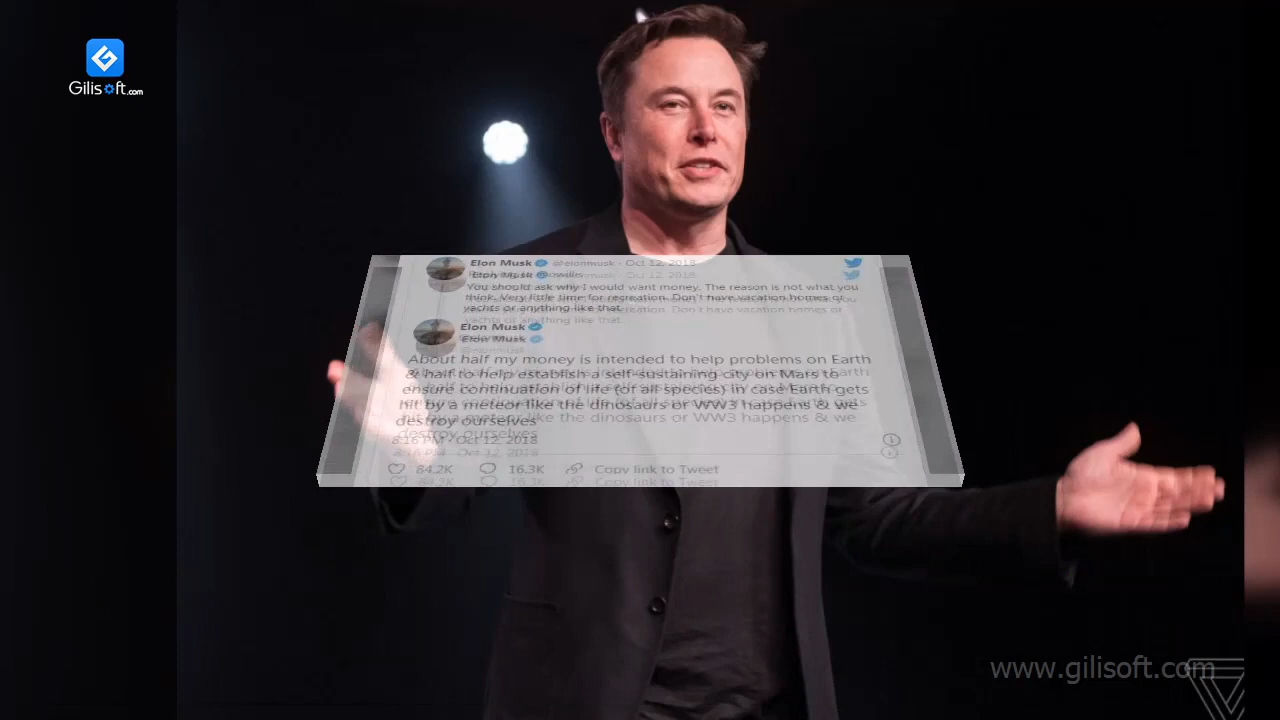 Gilisoft.com
Elon Musk @elonmusk · Oct 12, 2018
Replying to
You should ask why I would want money. The reason is not what you
think. Very little time for recreation. Don't have vacation homes or
yachts or anything like that.
Elon Musk
@elonmusk
About half my money is intended to help problems on Earth
& half to help establish a self-sustaining city on Mars to
ensure continuation of life (of all species) in case Earth gets
hit by a meteor like the dinosaurs or WW3 happens & we
destroy ourselves
8:16 PM · Oct 12, 2018
84.2K 16.3K Copy link to Tweet
www.gilisoft.com